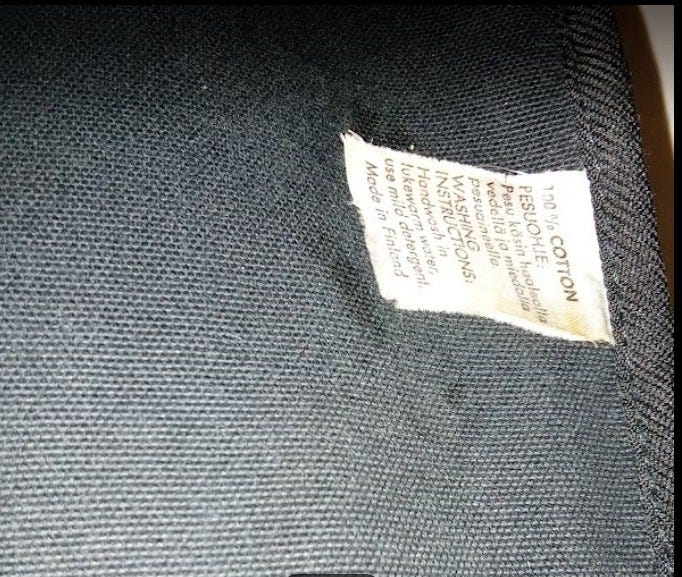 100 % COTTON
PESUOHJE:
Pesu käsin haalealla
vedellä ja miedolla
pesuaineella.
WASHING
INSTRUCTIONS:
Handwash in
lukewarm water,
use mild detergent.
Made in Finland